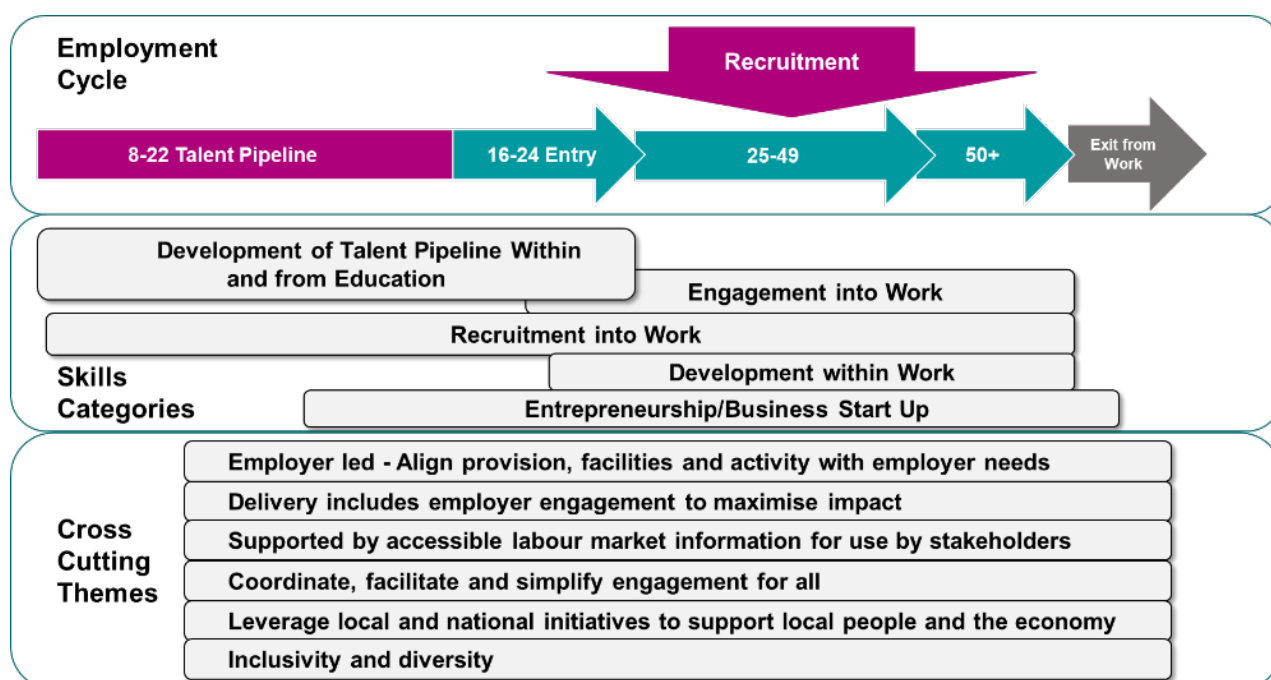 Employment
Cycle
Recruitment
8-22 Talent Pipeline
16-24 Entry
25-49
50+
Exit from
Work
Development of Talent Pipeline Within
and from Education
Engagement into Work
Recruitment into Work
Development within Work
Entrepreneurship/Business Start Up
Skills
Categories
Employer led - Align provision, facilities and activity with employer needs
Delivery includes employer engagement to maximise impact
Supported by accessible labour market information for use by stakeholders
Coordinate, facilitate and simplify engagement for all
Leverage local and national initiatives to support local people and the economy
Inclusivity and diversity
Cross
Cutting
Themes